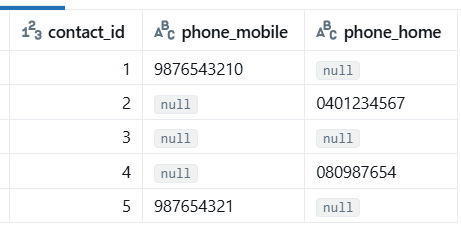 123 contact_id ABC phone_mobile ABC phone_home
1 9876543210 null
2 null 0401234567
3 null null
4 null 080987654
5 987654321 null